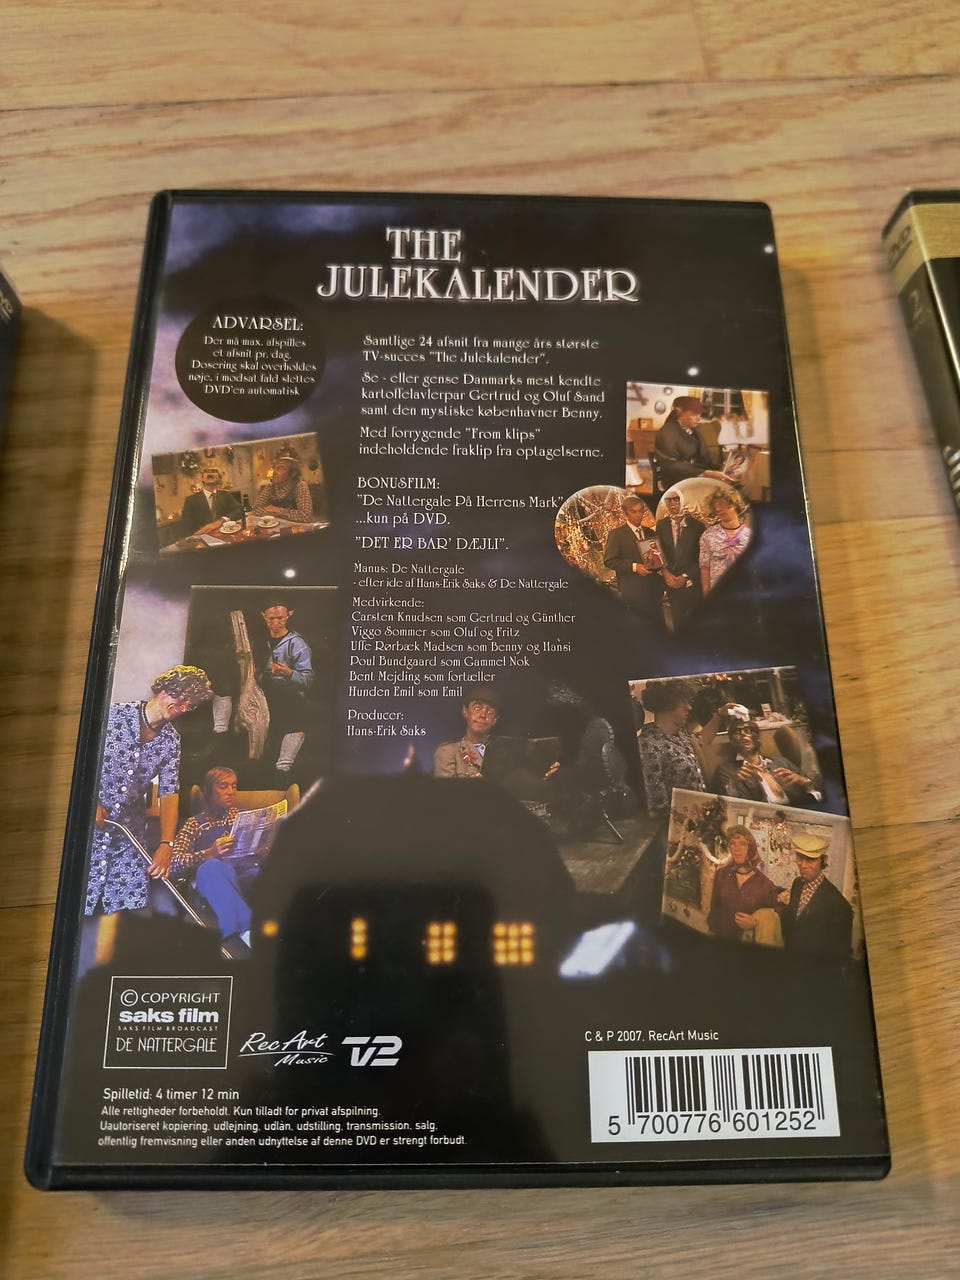 THE
JULEKALENDER
ADVARSEL:
Der må max. afspilles
et afsnit pr. dag.
Dosering skal overholdes
nøje, i modsat fald slettes
DVD'en automatisk
Samtlige 24 afsnit fra mange års største
TV-succes "The Julekalender".
Se - eller gense Danmarks mest kendte
kartoffelavlerpar Gertrud og Oluf Sand
samt den mystiske københavner Benny.
Med forrygende "From klips"
indeholdende fraklip fra optagelserne.
BONUSFILM:
"De Nattergale På Herrens Mark"
...kun på DVD.
"DET ER BAR' DÆJLI".
Manus: De Nattergale
- efter ide af Hans-Erik Saks & De Nattergale
Medvirkende:
Carsten Knudsen som Gertrud og Günther
Viggo Sommer som Oluf og Fritz
Uffe Rørbæk Madsen som Benny og Hansi
Poul Bundgaard som Gammel Nok
Bent Mejding som fortæller
Hunden Emil som Emil
Producer:
Hans-Erik Saks
© COPYRIGHT
saks film
SAKS FILM BROADCAST
DE NATTERGALE
RecArt
Music
TV2
C & P 2007, RecArt Music
5 700776 601252
Spilletid: 4 timer 12 min
Alle rettigheder forbeholdt. Kun tilladt for privat afspilning.
Uautoriseret kopiering, udlejning, udlån, udstilling, transmission, salg,
offentlig fremvisning eller anden udnyttelse af denne DVD er strengt forbudt.
DVD
2